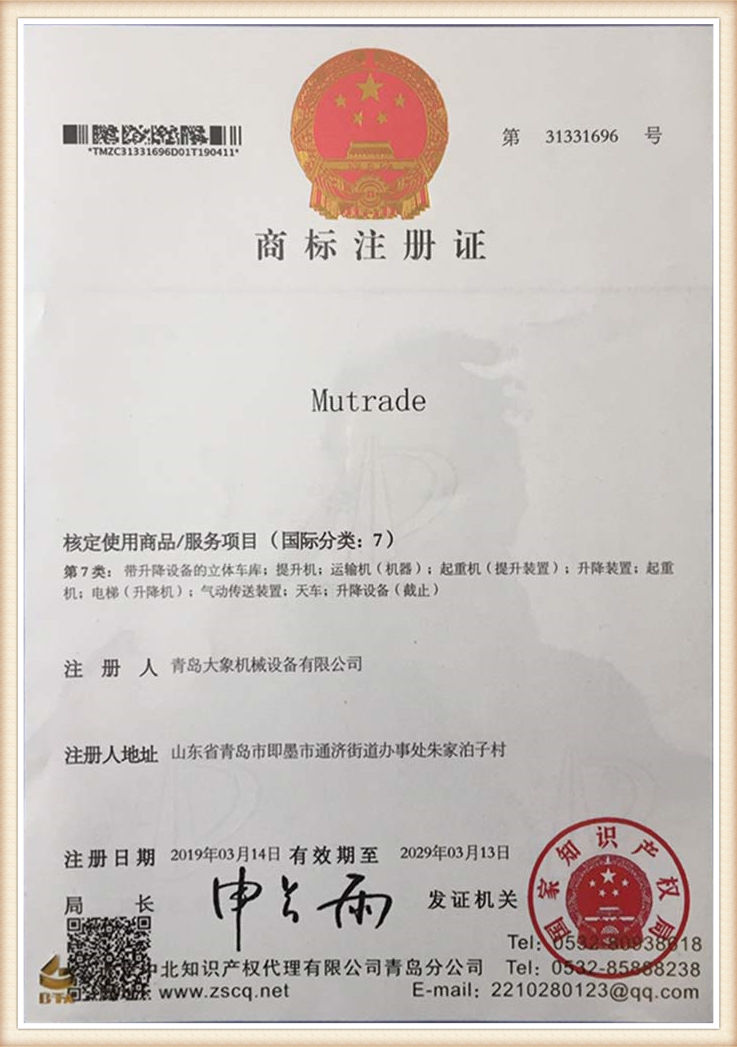 *TMZC31331696D01T190411*
第 31331696 号
商标注册证
Mutrade
核定使用商品/服务项目（国际分类：7）
第7类：带升降设备的立体车库；提升机；运输机（机器）；起重机（提升装置）；升降装置；起重
机；电梯（升降机）；气动传送装置；天车；升降设备（截止）
注册人 青岛大象机械设备有限公司
注册人地址 山东省青岛市即墨市通济街道办事处朱家泊子村
注册日期 2019年03月14日 有效期至 2029年03月13日
局长 申长雨 发证机关
国家知识产权局
Tel：0532-80938618
中北知识产权代理有限公司青岛分公司 Tel：0532-85888238
BTA www.zscq.net E-mail：2210280123@qq.com